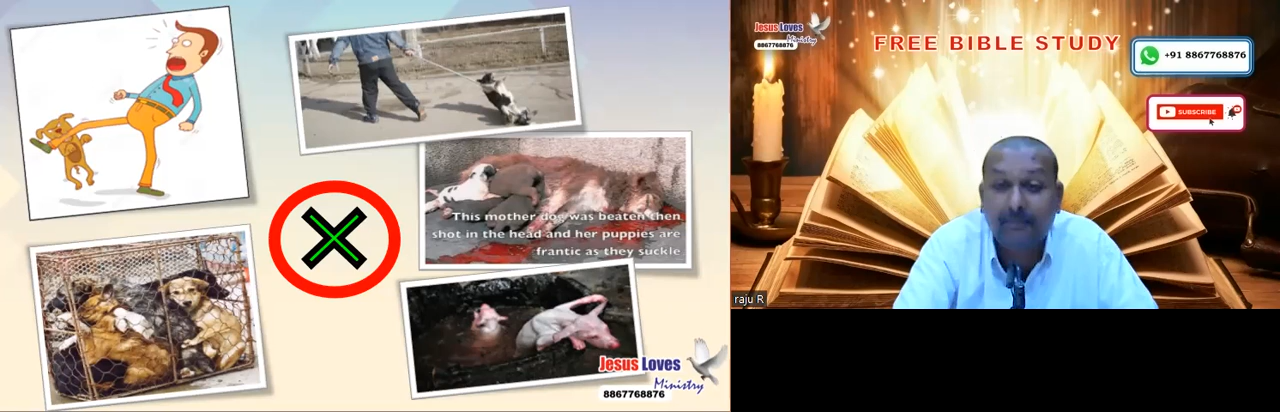 This mother dog was beaten then
shot in the head and her puppies are
frantic as they suckle
Jesus Loves
Ministry
8867768876
Jesus Loves
Ministry
8867768876
FREE BIBLE STUDY
+91 8867768876
SUBSCRIBE
raju R